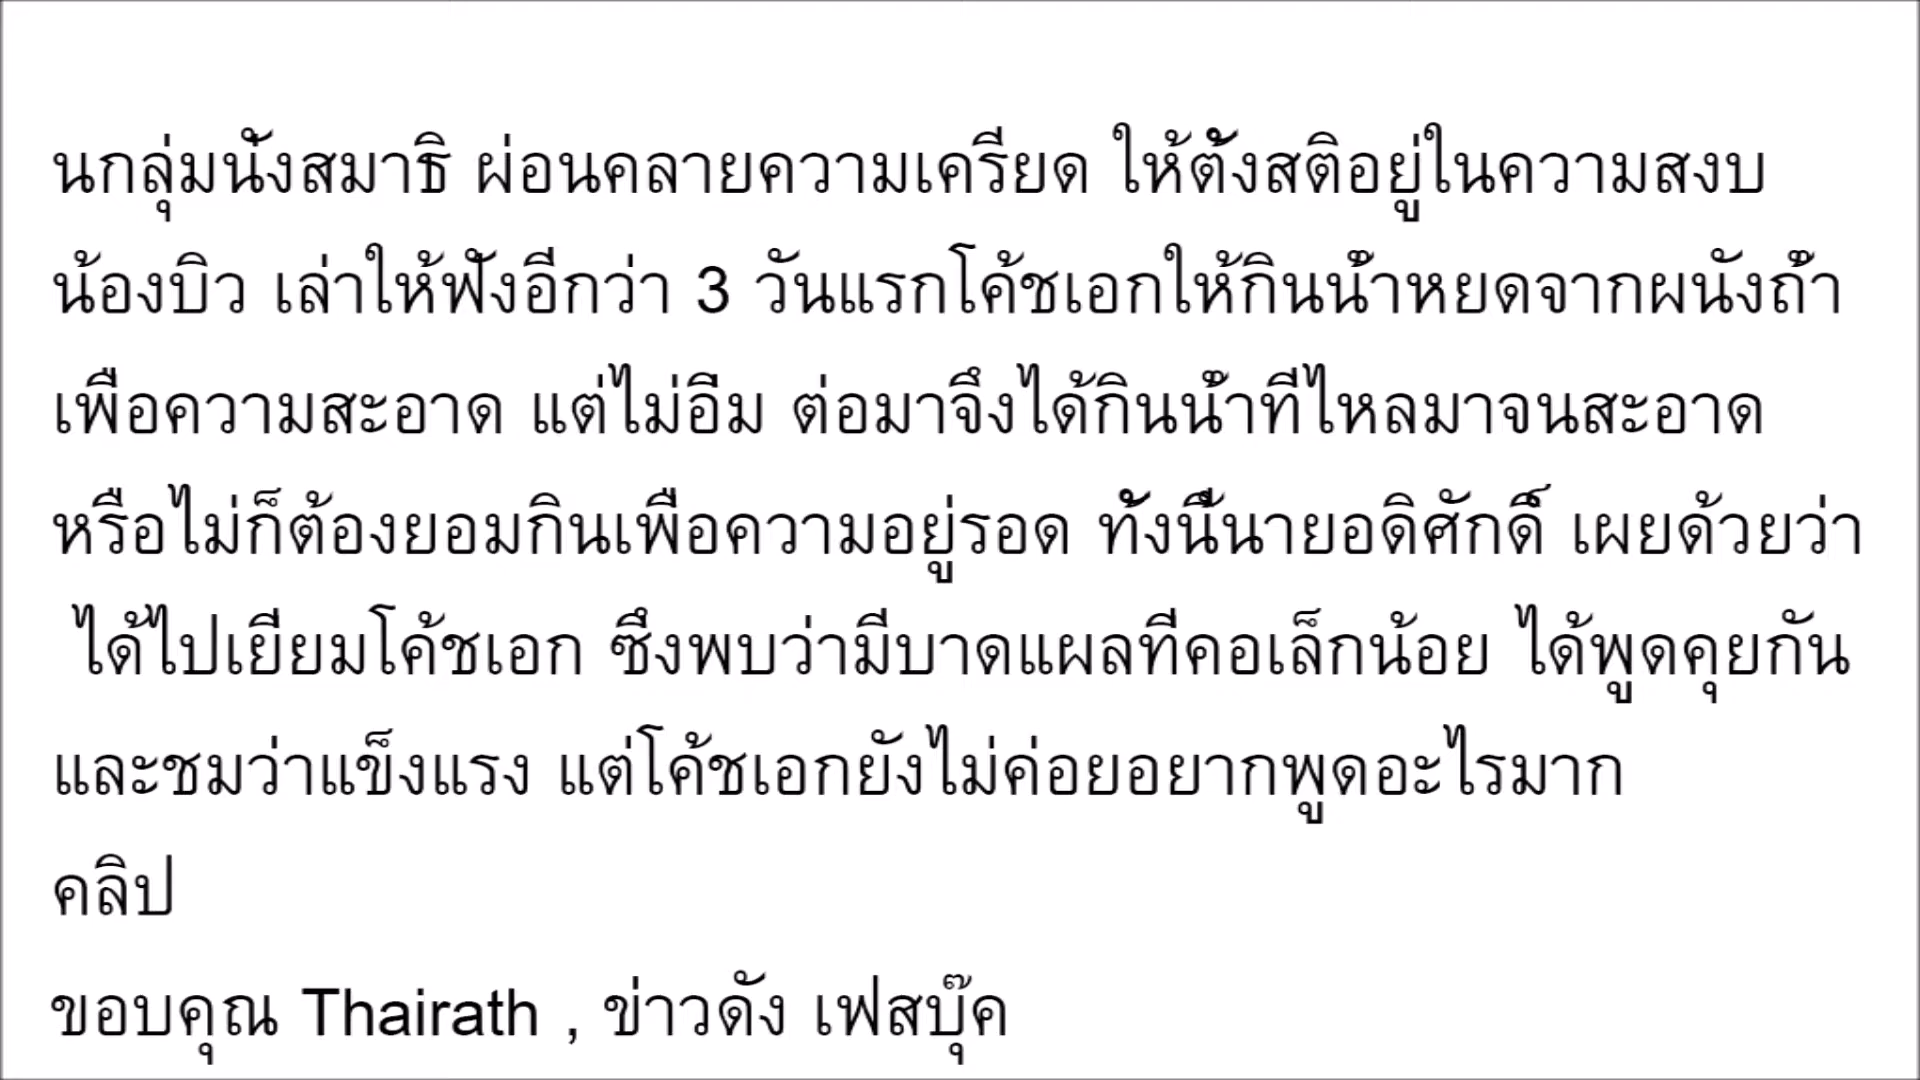 นกลุ่มนั่งสมาธิ ผ่อนคลายความเครียด ให้ตั้งสติอยู่ในความสงบ
น้องบิว เล่าให้ฟังอีกว่า 3 วันแรกโค้ชเอกให้กินน้ำหยดจากผนังถ้ำ
เพื่อความสะอาด แต่ไม่อิ่ม ต่อมาจึงได้กินน้ำที่ไหลมาจนสะอาด
หรือไม่ก็ต้องยอมกินเพื่อความอยู่รอด ทั้งนี้นายอดิศักดิ์ เผยด้วยว่า
ได้ไปเยี่ยมโค้ชเอก ซึ่งพบว่ามีบาดแผลที่คอเล็กน้อย ได้พูดคุยกัน
และชมว่าแข็งแรง แต่โค้ชเอกยังไม่ค่อยอยากพูดอะไรมาก
คลิป
ขอบคุณ Thairath , ข่าวดัง เฟสบุ๊ค